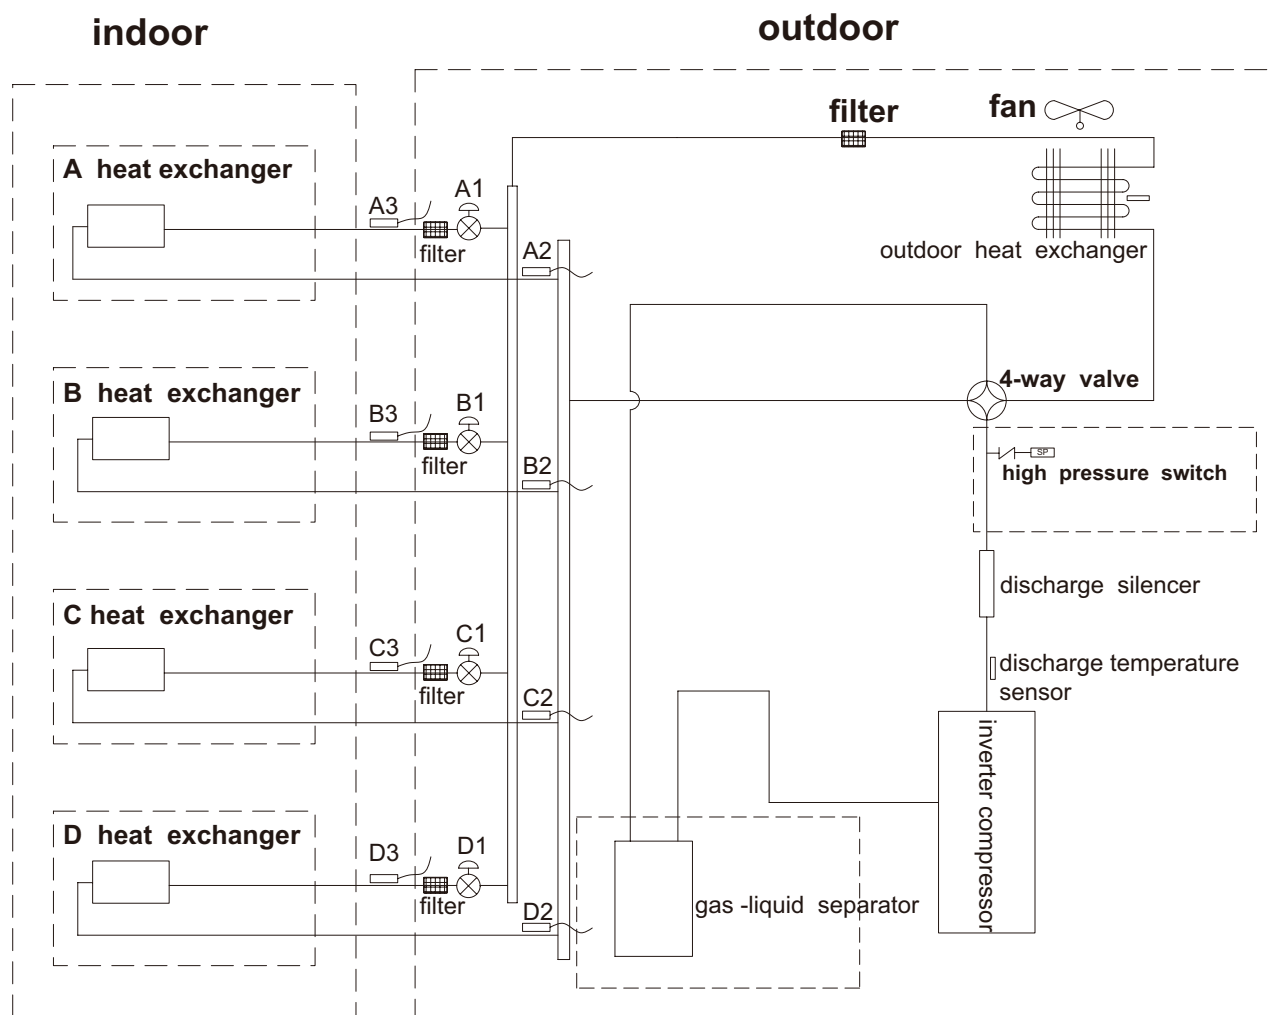 indoor
outdoor
filter
fan
A heat exchanger
A3
A1
filter
A2
outdoor heat exchanger
4-way valve
B heat exchanger
B3
B1
filter
B2
SP
high pressure switch
discharge silencer
C heat exchanger
C3
C1
filter
C2
discharge temperature
sensor
inverter compressor
D heat exchanger
D3
D1
filter
D2
gas -liquid separator